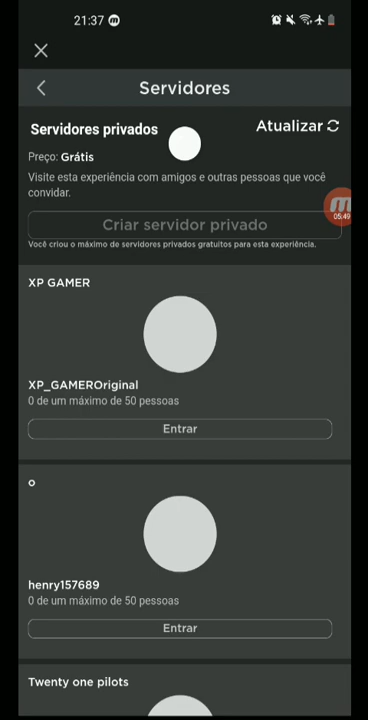 21:37
Servidores
Servidores privados
Atualizar
Preço: Grátis
Visite esta experiência com amigos e outras pessoas que você
convidar.
05:49
Criar servidor privado
Você criou o máximo de servidores privados gratuitos para esta experiência.
XP GAMER
XP_GAMEROriginal
0 de um máximo de 50 pessoas
Entrar
o
henry157689
0 de um máximo de 50 pessoas
Entrar
Twenty one pilots